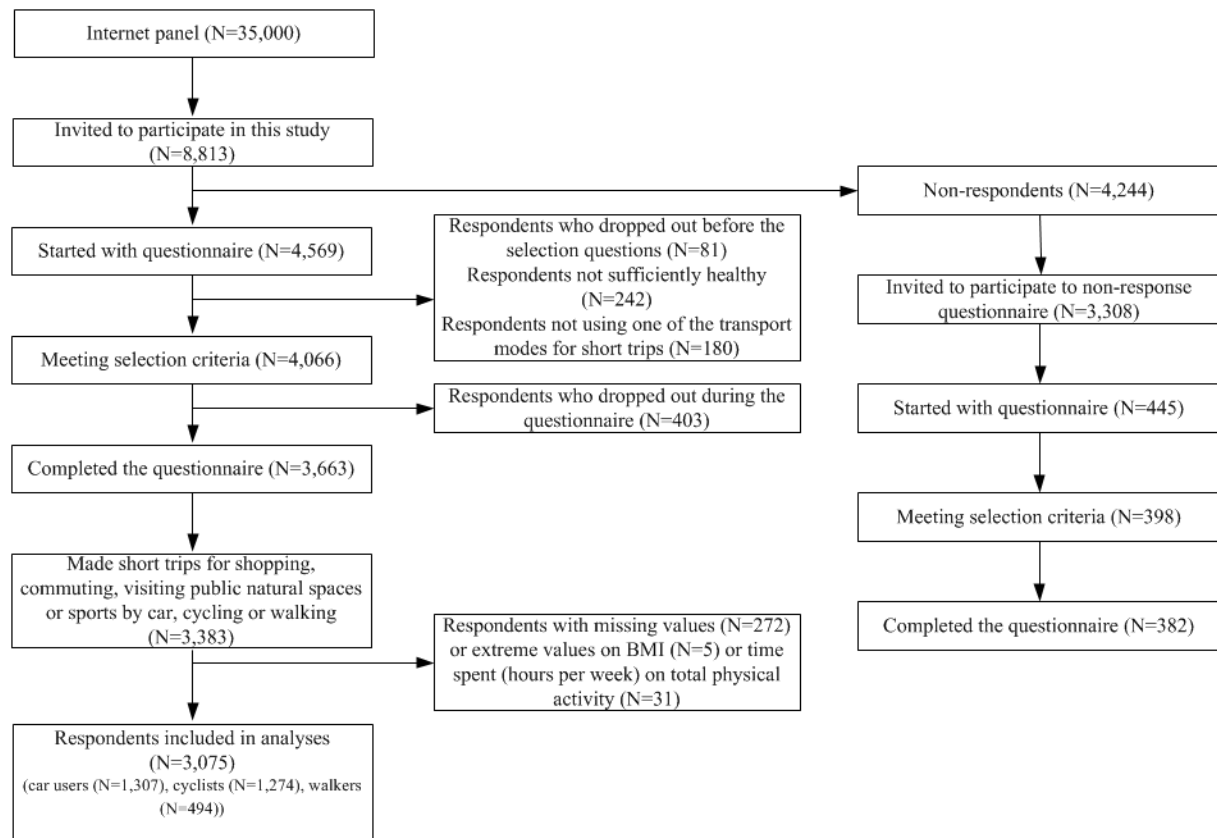 Internet panel (N=35,000)
Invited to participate in this study
(N=8,813)
Non-respondents (N=4,244)
Started with questionnaire (N=4,569)
Respondents who dropped out before the
selection questions (N=81)
Respondents not sufficiently healthy
(N=242)
Respondents not using one of the transport
modes for short trips (N=180)
Invited to participate to non-response
questionnaire (N=3,308)
Meeting selection criteria (N=4,066)
Respondents who dropped out during the
questionnaire (N=403)
Started with questionnaire (N=445)
Completed the questionnaire (N=3,663)
Meeting selection criteria (N=398)
Made short trips for shopping,
commuting, visiting public natural spaces
or sports by car, cycling or walking
(N=3,383)
Respondents with missing values (N=272)
or extreme values on BMI (N=5) or time
spent (hours per week) on total physical
activity (N=31)
Completed the questionnaire (N=382)
Respondents included in analyses
(N=3,075)
(car users (N=1,307), cyclists (N=1,274), walkers
(N=494))